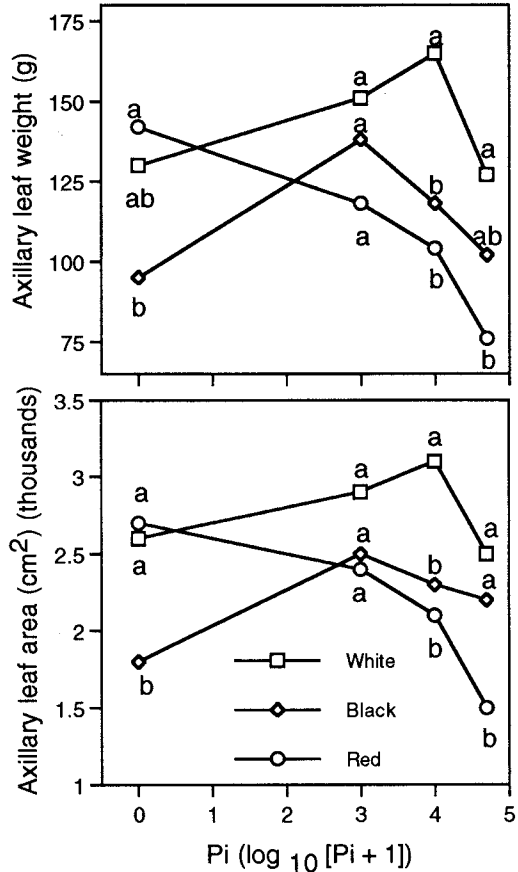 Axillary leaf weight (g)
175
150
125
100
75
a
ab
b
a
a
a
a
b
b
a
ab
b
Axillary leaf area (cm2) (thousands)
3.5
3
2.5
2
1.5
1
a
a
b
a
a
a
a
b
b
a
a
b
White
Black
Red
0 1 2 3 4 5
Pi (log 10 [Pi + 1])